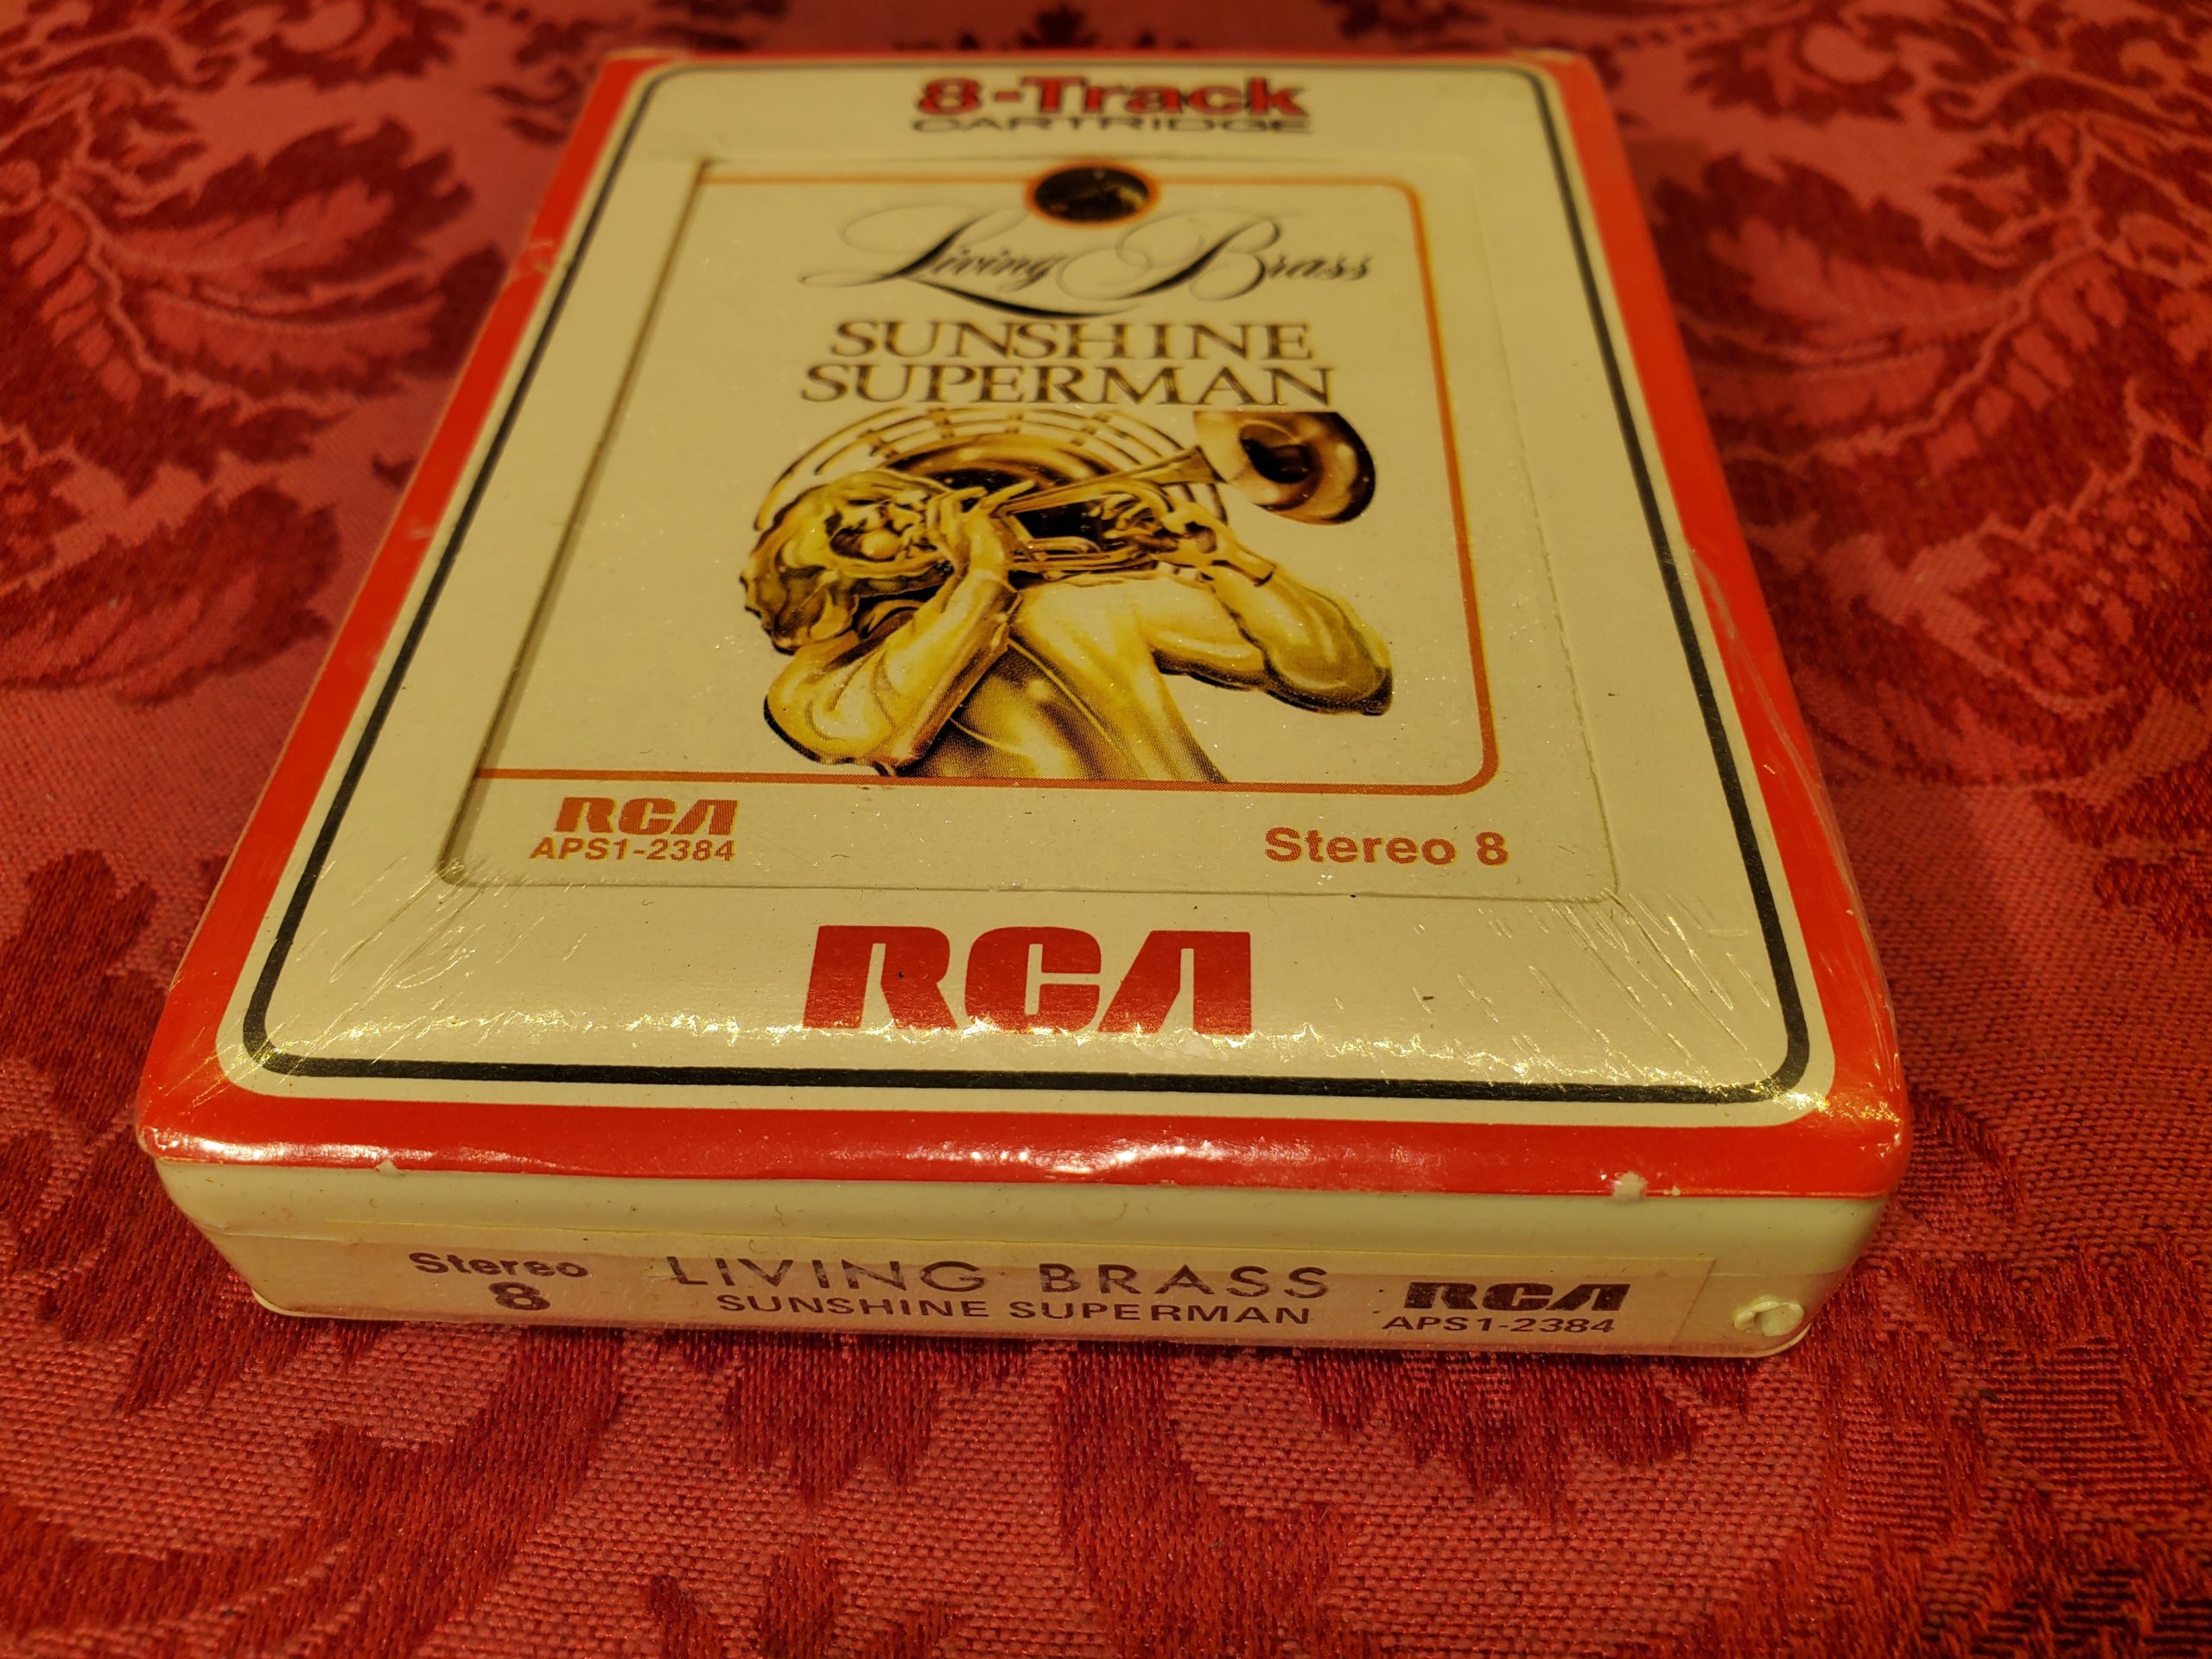 8-Track
CARTRIDGE
Living Brass
SUNSHINE
SUPERMAN
RCA
APS1-2384
Stereo 8
RCA
Stereo
8
LIVING BRASS
SUNSHINE SUPERMAN
RCA
APS1-2384